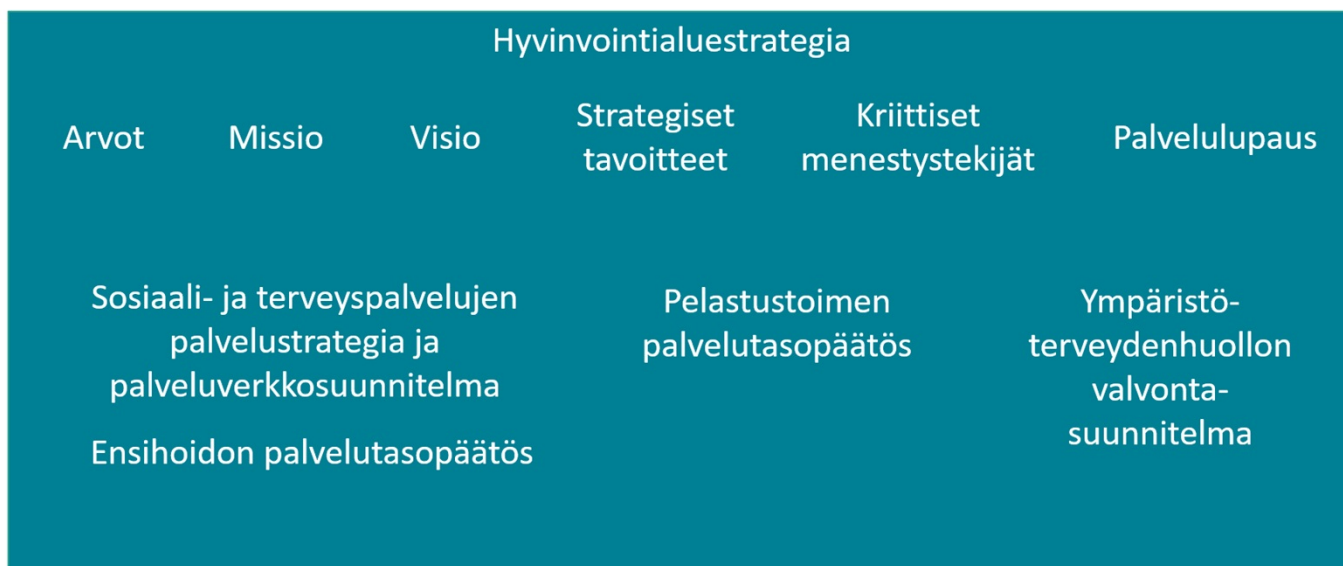 Hyvinvointialuestrategia
Arvot
Missio
Visio
Strategiset
tavoitteet
Kriittiset
menestystekijät
Palvelulupaus
Sosiaali- ja terveyspalvelujen
palvelustrategia ja
palveluverkkosuunnitelma
Ensihoidon palvelutasopäätös
Pelastustoimen
palvelutasopäätös
Ympäristö-
terveydenhuollon
valvonta-
suunnitelma